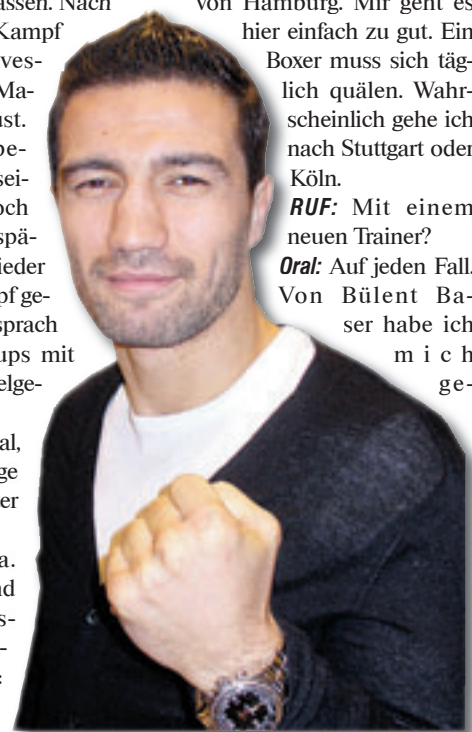 assen. Nach
Kampf
ves-
Ma-
ust.
be-
sei-
och
spä-
ieder
pf ge-
sprach
ups mit
elge-
al,
ge
er
a.
nd
s-
-
:
von Hamburg. Mir geht es
hier einfach zu gut. Ein
Boxer muss sich täg-
lich quälen. Wahr-
scheinlich gehe ich
nach Stuttgart oder
Köln.
RUF: Mit einem
neuen Trainer?
Oral: Auf jeden Fall.
Von Bülent Ba-
ser habe ich
mich
ge-